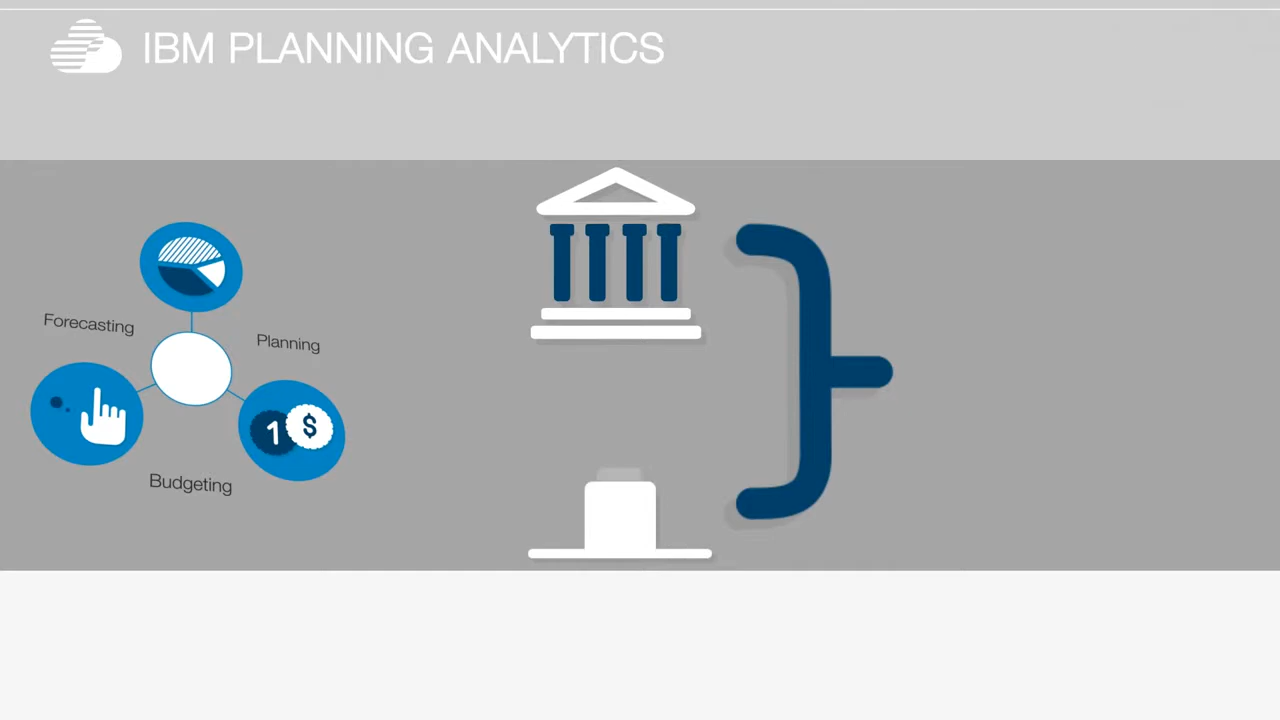 IBM PLANNING ANALYTICS
Forecasting
Planning
1 $
Budgeting